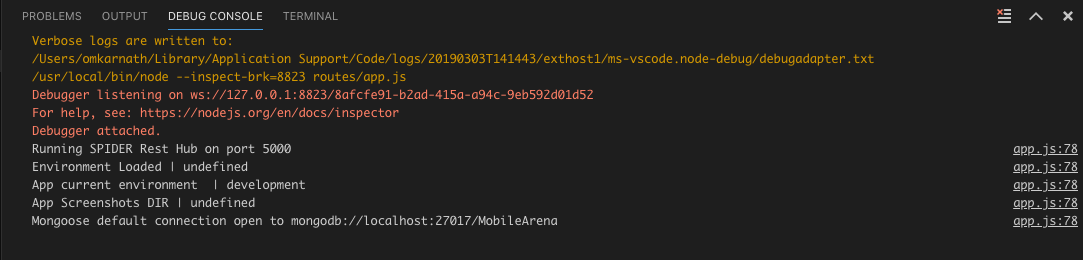 PROBLEMS OUTPUT DEBUG CONSOLE TERMINAL
Verbose logs are written to:
/Users/omkarnath/Library/Application Support/Code/logs/20190303T141443/exthost1/ms-vscode.node-debug/debugadapter.txt
/usr/local/bin/node --inspect-brk=8823 routes/app.js
Debugger listening on ws://127.0.0.1:8823/8afcfe91-b2ad-415a-a94c-9eb592d01d52
For help, see: https://nodejs.org/en/docs/inspector
Debugger attached.
Running SPIDER Rest Hub on port 5000 app.js:78
Environment Loaded | undefined app.js:78
App current environment  | development app.js:78
App Screenshots DIR | undefined app.js:78
Mongoose default connection open to mongodb://localhost:27017/MobileArena app.js:78